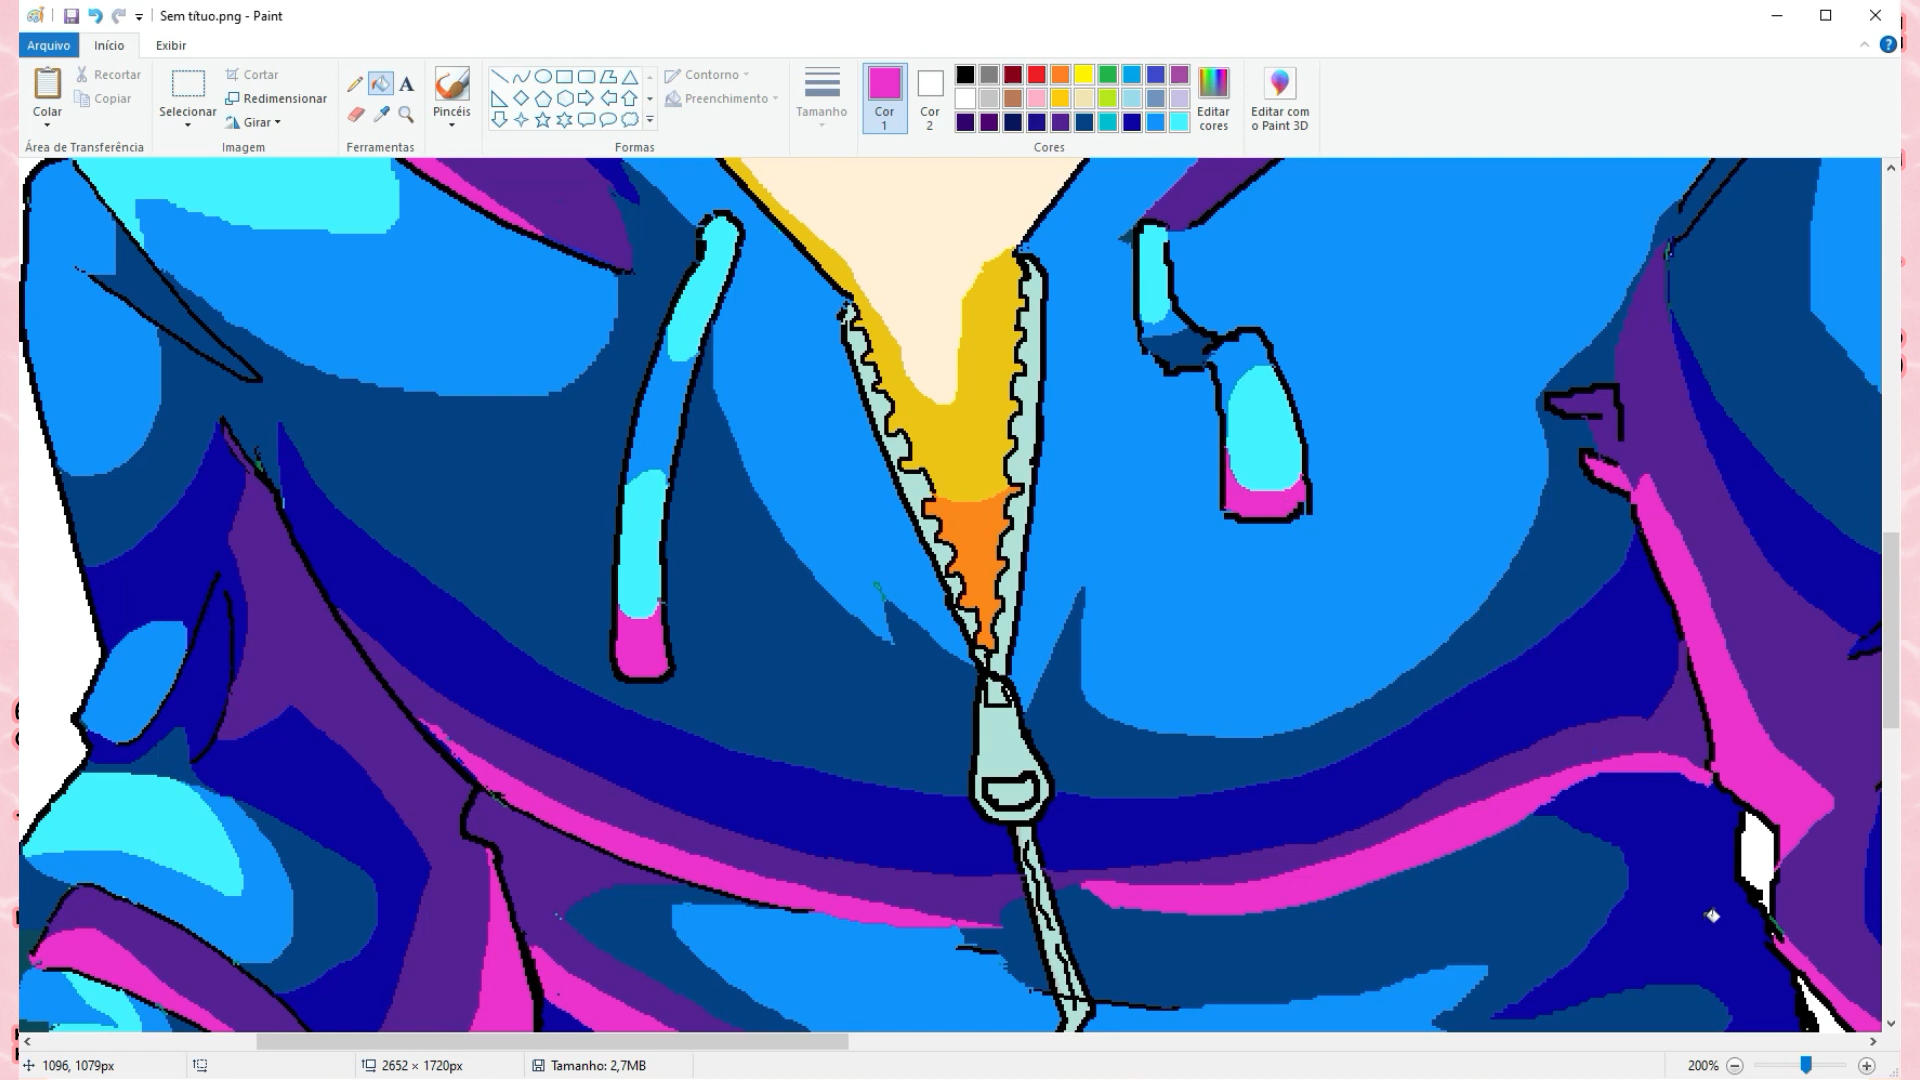 Sem títuo.png - Paint
Arquivo Início Exibir
Colar
Recortar
Copiar
Área de Transferência
Selecionar
Cortar
Redimensionar
Girar
Imagem
A
Ferramentas
Pincéis
Contorno
Preenchimento
Formas
Tamanho
Cor
1
Cor
2
Editar
cores
Cores
Editar com
o Paint 3D
1096, 1079px
2652 × 1720px
Tamanho: 2,7MB
200%